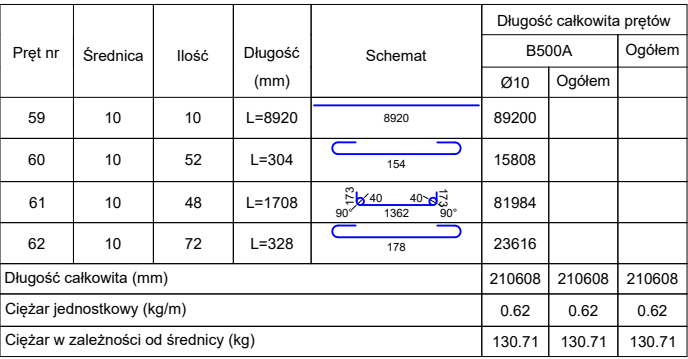 Pręt nr Średnica Ilość Długość (mm) Schemat Długość całkowita prętów
B500A Ogółem
Ø10 Ogółem
59 10 10 L=8920 8920 89200
60 10 52 L=304 154 15808
61 10 48 L=1708 173 90° 40 1362 40 173 90° 81984
62 10 72 L=328 178 23616
Długość całkowita (mm) 210608 210608 210608
Ciężar jednostkowy (kg/m) 0.62 0.62 0.62
Ciężar w zależności od średnicy (kg) 130.71 130.71 130.71